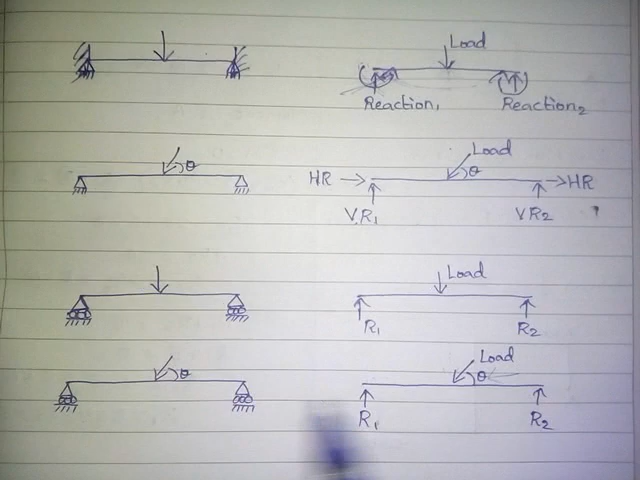 Load
Reaction1 Reaction2
θ Load
HR θ HR
VR1 VR2
Load
R1 R2
θ Load
θ
R1 R2